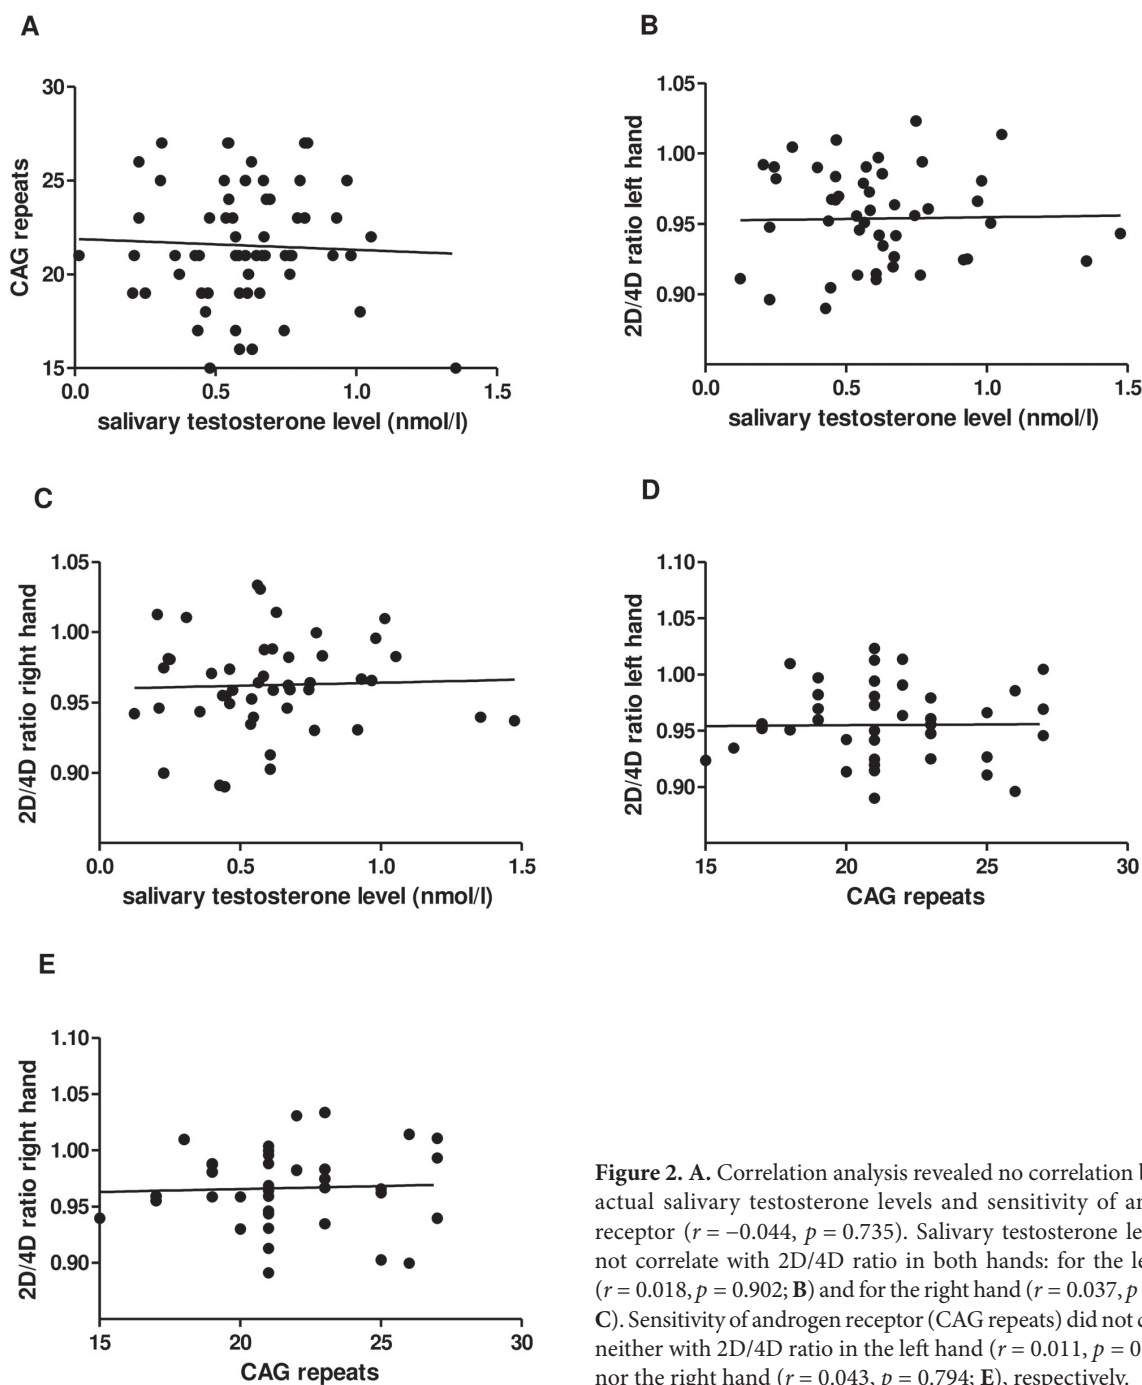 A
30
25
20
15
CAG repeats
0.0 0.5 1.0 1.5
salivary testosterone level (nmol/l)
B
1.05
1.00
0.95
0.90
2D/4D ratio left hand
0.0 0.5 1.0 1.5
salivary testosterone level (nmol/l)
C
1.05
1.00
0.95
0.90
2D/4D ratio right hand
0.0 0.5 1.0 1.5
salivary testosterone level (nmol/l)
D
1.10
1.05
1.00
0.95
0.90
2D/4D ratio left hand
15 20 25 30
CAG repeats
E
1.10
1.05
1.00
0.95
0.90
2D/4D ratio right hand
15 20 25 30
CAG repeats
Figure 2. A. Correlation analysis revealed no correlation
actual salivary testosterone levels and sensitivity of
receptor (r = −0.044, p = 0.735). Salivary testosterone
not correlate with 2D/4D ratio in both hands: for the
(r = 0.018, p = 0.902; B) and for the right hand (r = 0.037, p
C). Sensitivity of androgen receptor (CAG repeats) did not
neither with 2D/4D ratio in the left hand (r = 0.011, p =
nor the right hand (r = 0.043, p = 0.794; E), respectively.